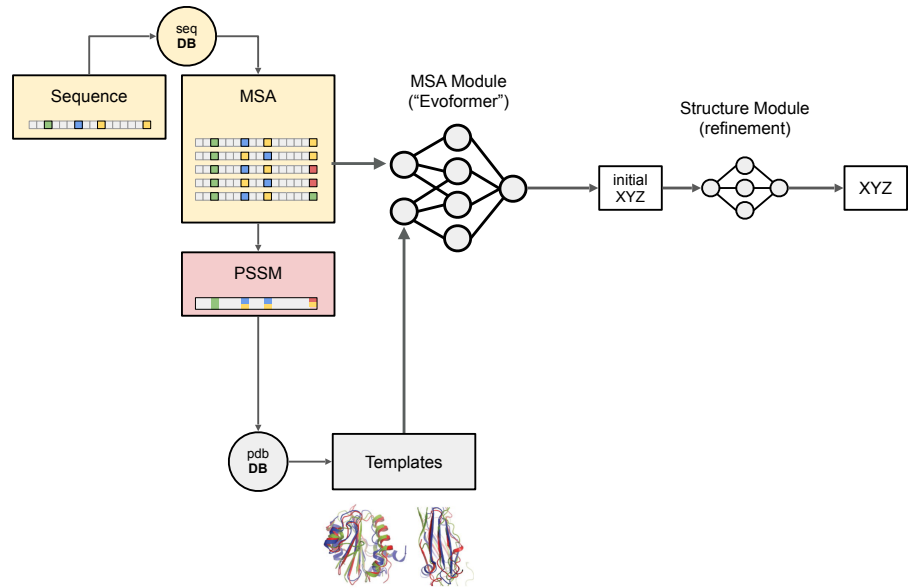 seq
DB
Sequence
MSA
MSA Module
(“Evoformer”)
Structure Module
(refinement)
initial
XYZ
XYZ
PSSM
pdb
DB
Templates